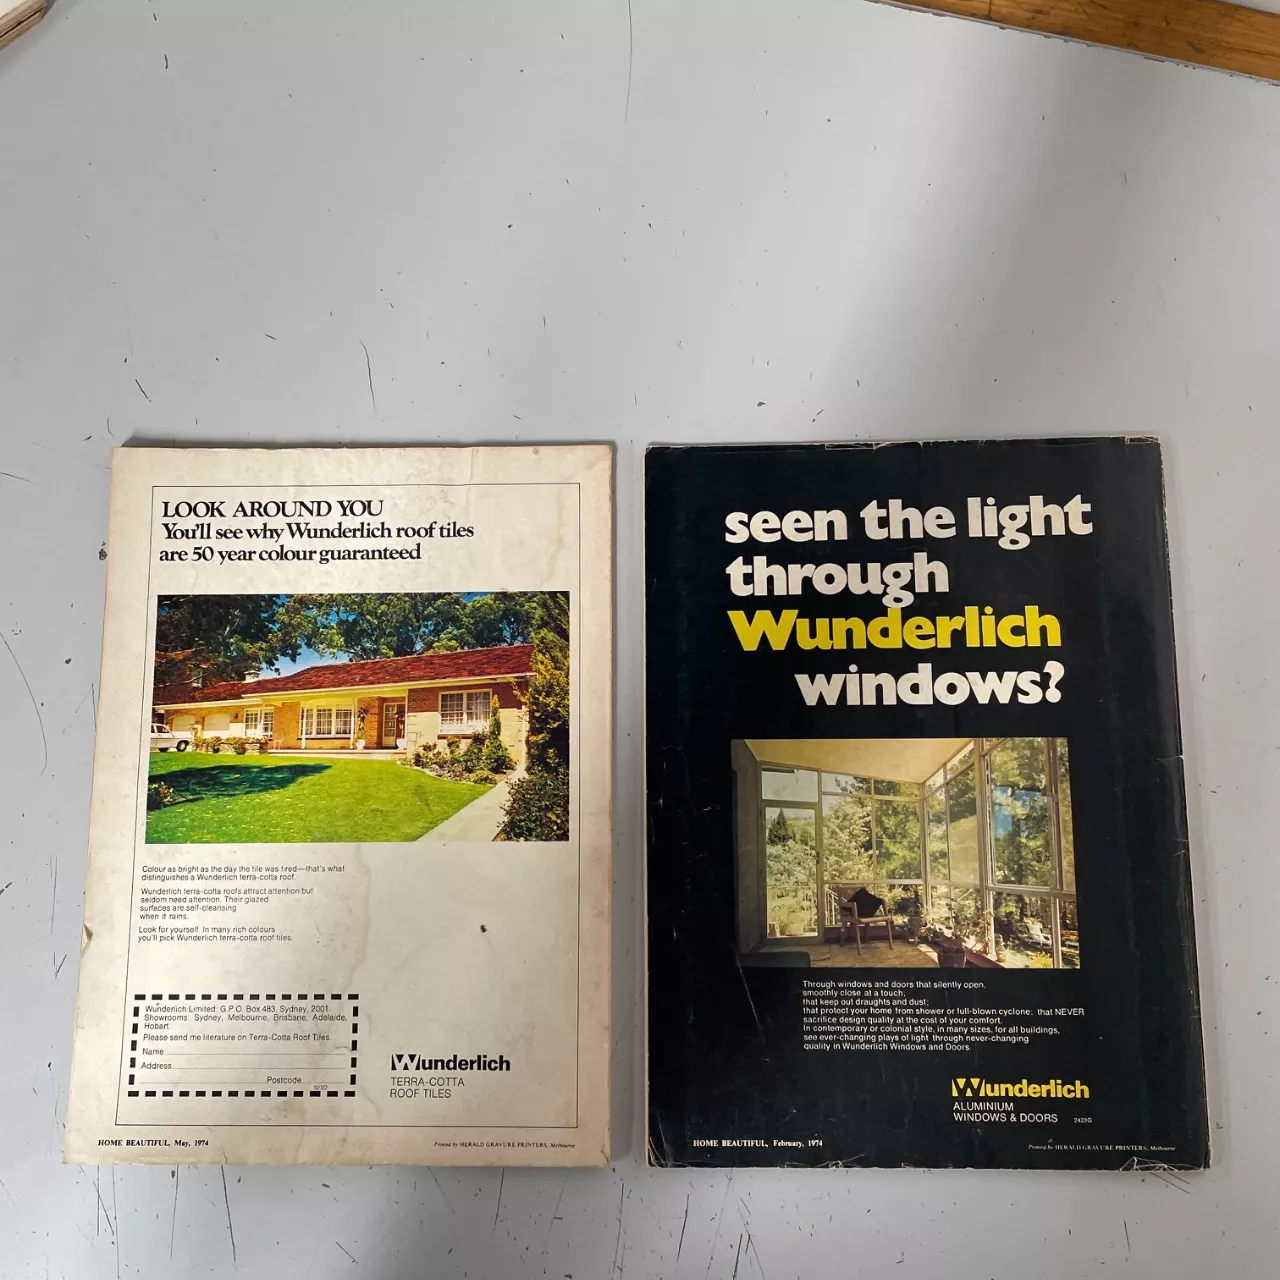 LOOK AROUND YOU
You'll see why Wunderlich roof tiles
are 50 year colour guaranteed
Colour as bright as the day the tile was fired—that's what
distinguishes a Wunderlich terra-cotta roof.
Wunderlich terra-cotta roofs attract attention but
seldom need attention. Their glazed
surfaces are self-cleansing
when it rains.
Look for yourself. In many rich colours
you'll pick Wunderlich terra-cotta roof tiles.
Wunderlich Limited: G.P.O. Box 483, Sydney, 2001.
Showrooms: Sydney, Melbourne, Brisbane, Adelaide,
Hobart.
Please send me literature on Terra-Cotta Roof Tiles.
Name
Address
Postcode
Wunderlich
TERRA-COTTA
ROOF TILES
HOME BEAUTIFUL, May, 1974
Printed by HERALD GRAVURE PRINTERS, Melbourne
seen the light
through
Wunderlich
windows?
Through windows and doors that silently open,
smoothly close at a touch;
that keep out draughts and dust;
that protect your home from shower or full-blown cyclone; that NEVER
sacrifice design quality at the cost of your comfort.
In contemporary or colonial style, in many sizes, for all buildings,
see ever-changing plays of light through never-changing
quality in Wunderlich Windows and Doors.
Wunderlich
ALUMINIUM
WINDOWS & DOORS
2423G
HOME BEAUTIFUL, February, 1974
Printed by HERALD GRAVURE PRINTERS, Melbourne